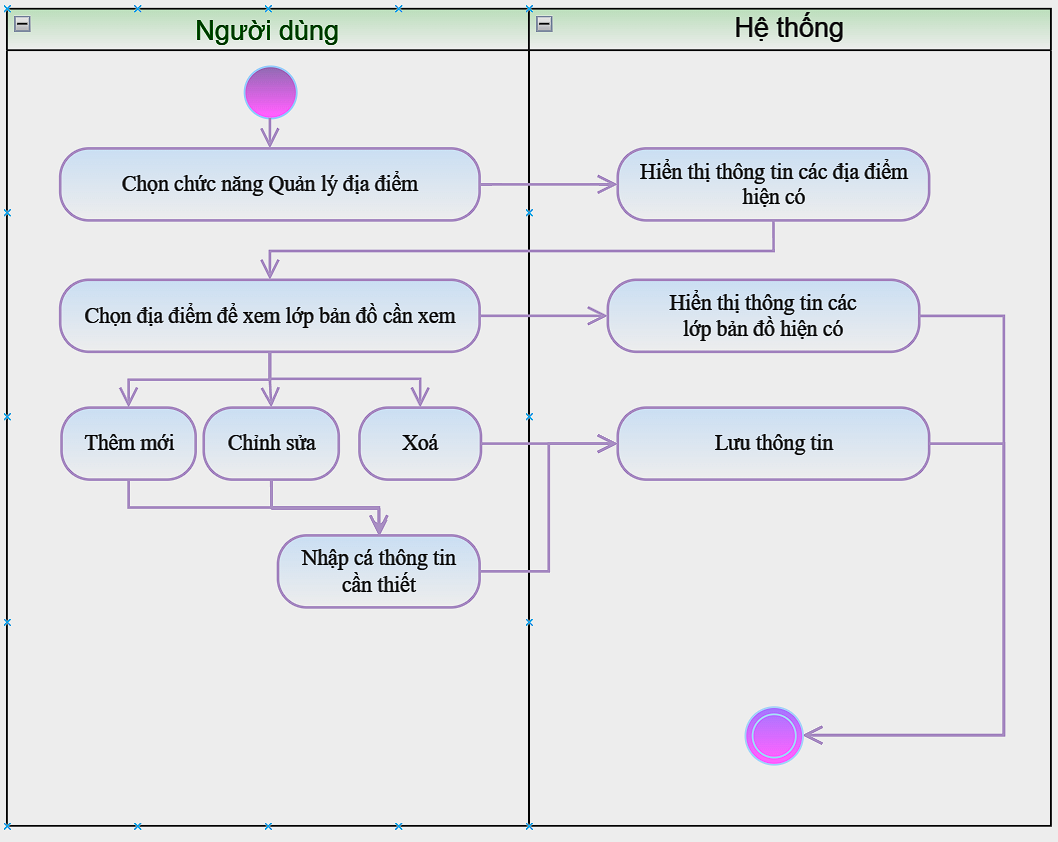 Người dùng
Hệ thống
Chọn chức năng Quản lý địa điểm
Hiển thị thông tin các địa điểm
hiện có
Chọn địa điểm để xem lớp bản đồ cần xem
Hiển thị thông tin các
lớp bản đồ hiện có
Thêm mới
Chỉnh sửa
Xoá
Lưu thông tin
Nhập cá thông tin
cần thiết